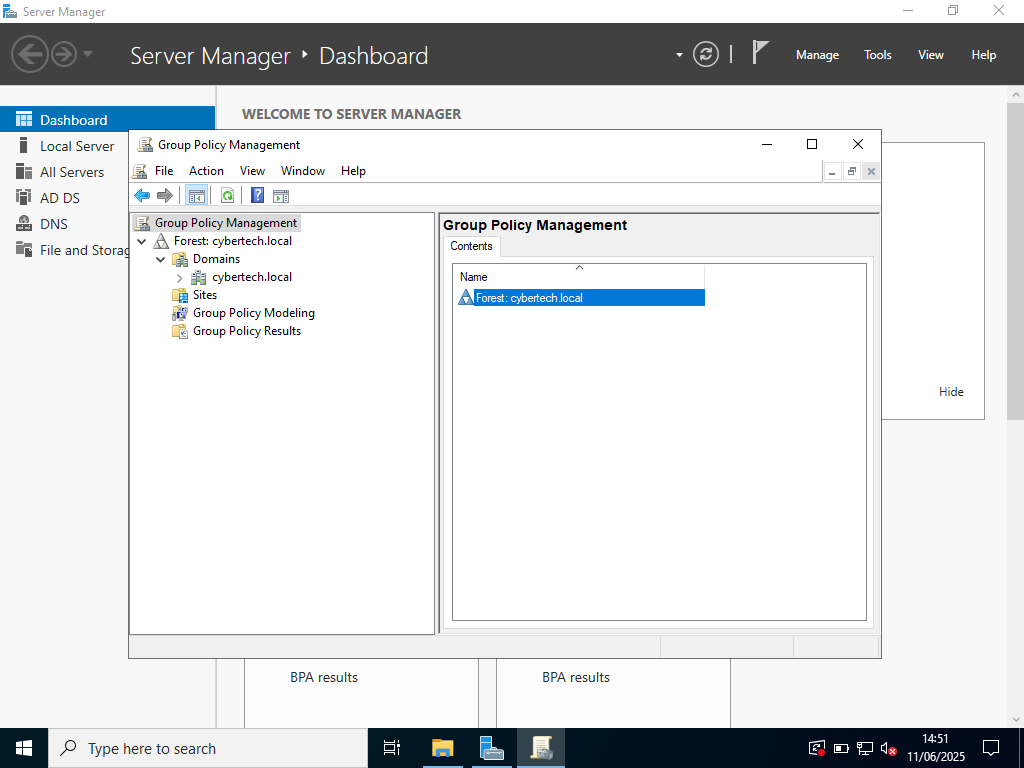 Server Manager
Server Manager
Dashboard
Manage
Tools
View
Help
WELCOME TO SERVER MANAGER
Dashboard
Local Server
All Servers
AD DS
DNS
File and Storag
Group Policy Management
File
Action
View
Window
Help
Group Policy Management
Forest: cybertech.local
Domains
cybertech.local
Sites
Group Policy Modeling
Group Policy Results
Group Policy Management
Contents
Name
Forest: cybertech.local
Hide
BPA results
BPA results
Type here to search
14:51
11/06/2025